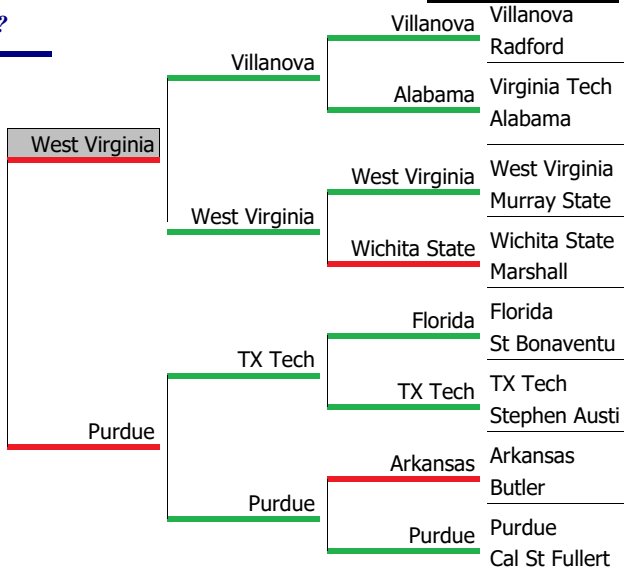 ?
Villanova
Radford
Virginia Tech
Alabama
West Virginia
Murray State
Wichita State
Marshall
Florida
St Bonaventu
TX Tech
Stephen Austi
Arkansas
Butler
Purdue
Cal St Fullert
Villanova
Alabama
West Virginia
Wichita State
Florida
TX Tech
Arkansas
Purdue
Villanova
West Virginia
TX Tech
Purdue
West Virginia
Purdue